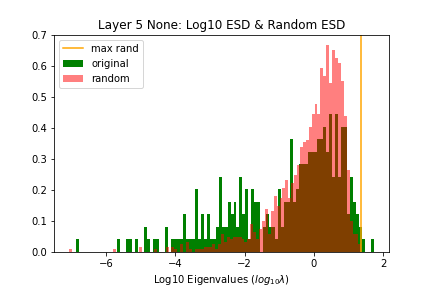 Layer 5 None: Log10 ESD & Random ESD
max rand
original
random
0.7
0.6
0.5
0.4
0.3
0.2
0.1
0.0
−6
−4
−2
0
2
Log10 Eigenvalues (log₁₀λ)